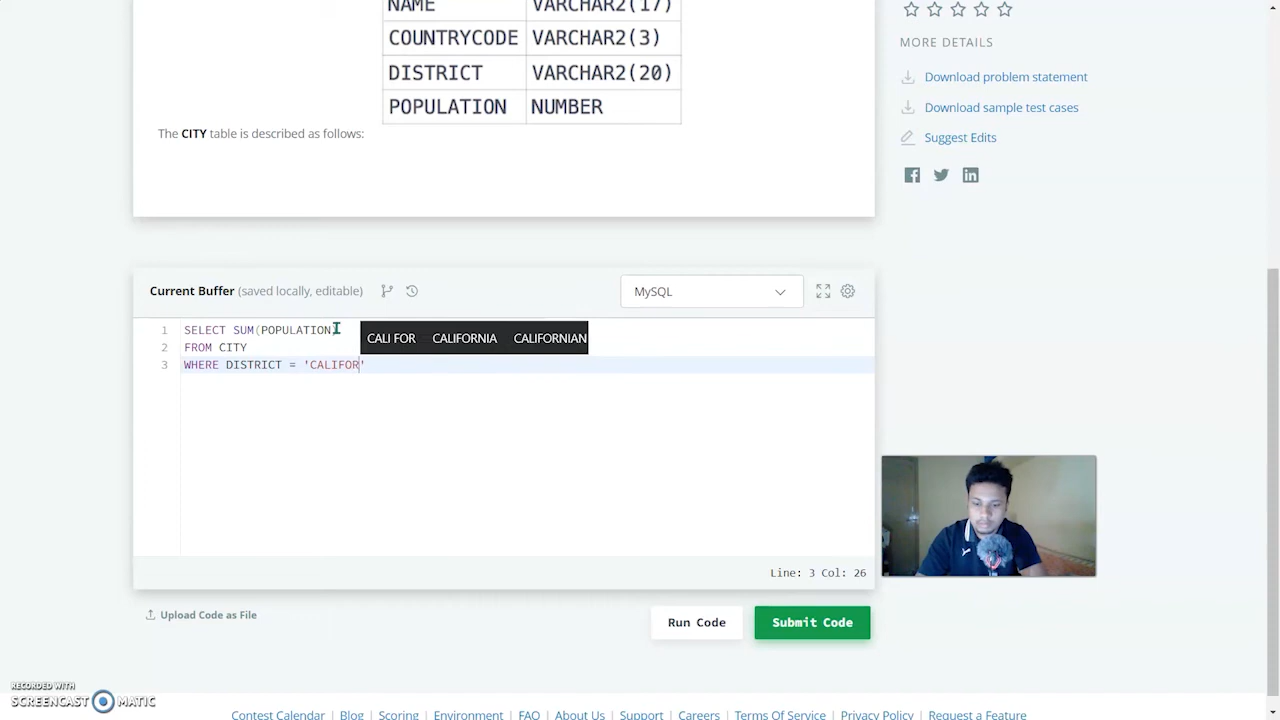 NAME VARCHAR2(17)
COUNTRYCODE VARCHAR2(3)
DISTRICT VARCHAR2(20)
POPULATION NUMBER
The CITY table is described as follows:
MORE DETAILS
Download problem statement
Download sample test cases
Suggest Edits
Current Buffer (saved locally, editable)
MySQL
1 SELECT SUM(POPULATION)
CALI FOR CALIFORNIA CALIFORNIAN
2 FROM CITY
3 WHERE DISTRICT = 'CALIFOR'
Line: 3 Col: 26
Upload Code as File
Run Code
Submit Code
RECORDED WITH
SCREENCAST MATIC
Contest Calendar | Blog | Scoring | Environment | FAQ | About Us | Support | Careers | Terms Of Service | Privacy Policy | Request a Feature